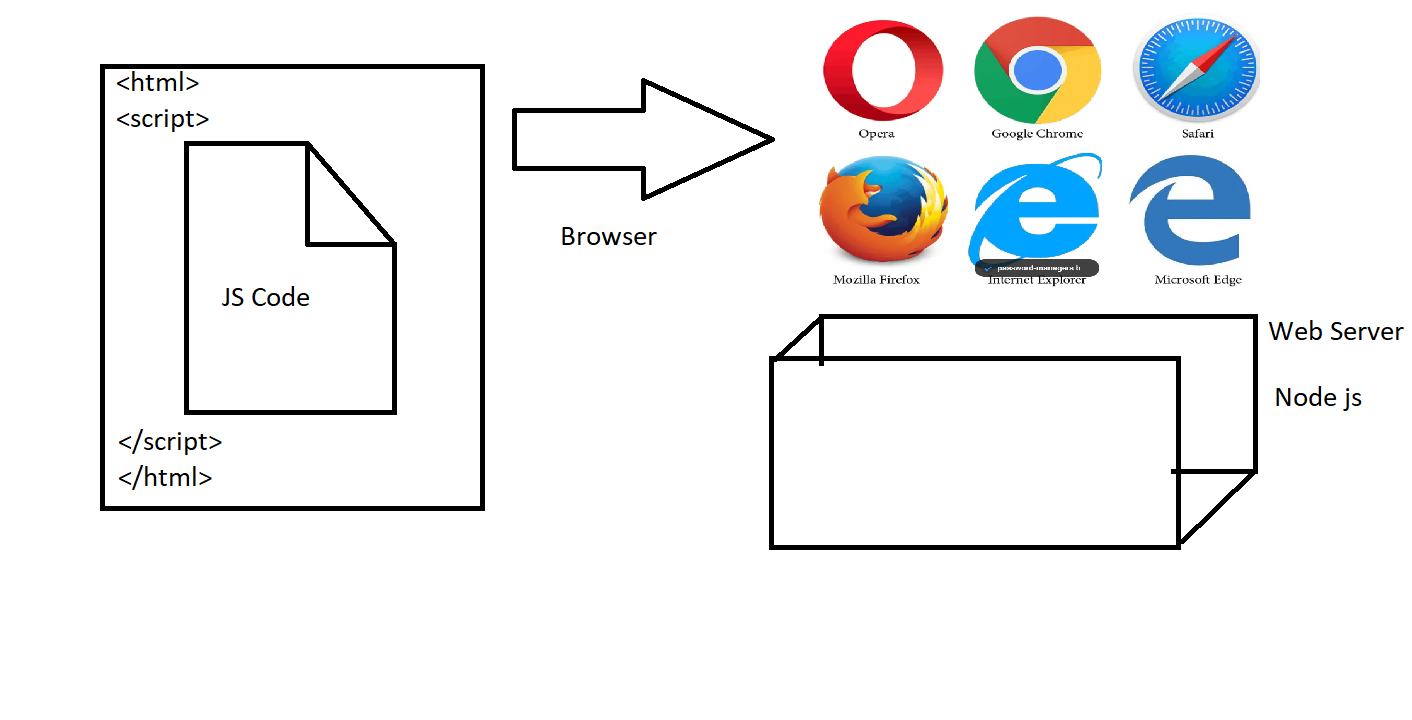 <html>
<script>
JS Code
</script>
</html>
Browser
Opera
Google Chrome
Safari
Mozilla Firefox
Internet Explorer
Microsoft Edge
Web Server
Node js